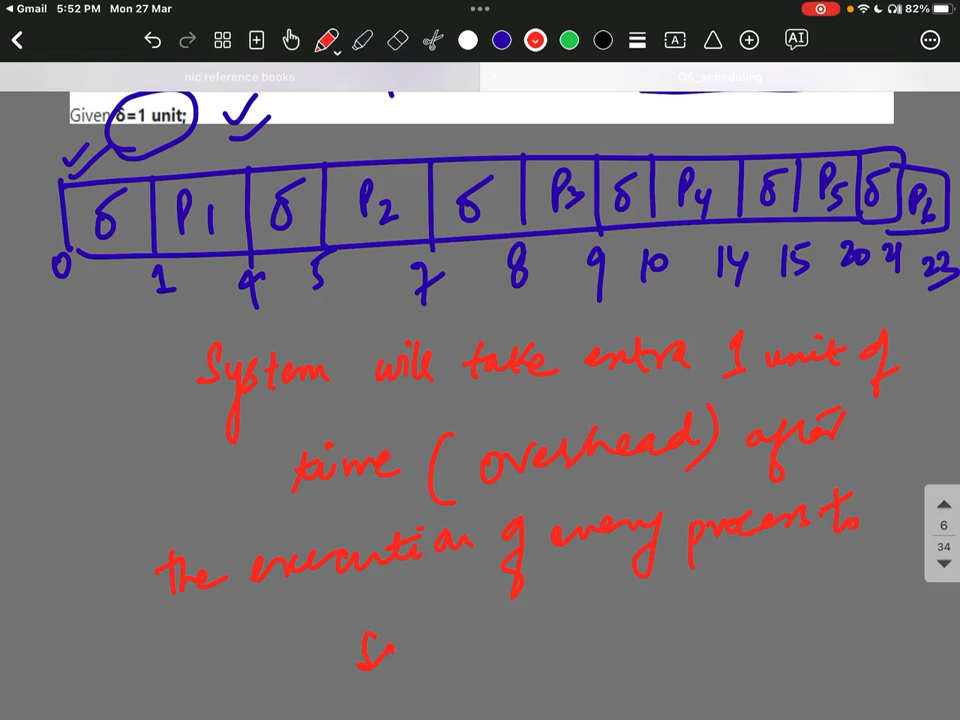 Gmail 5:52 PM Mon 27 Mar 82%
AI
nic reference books OS_scheduling
Given δ=1 unit;
δ P1 δ P2 δ P3 δ P4 δ P5 δ P6
0 1 4 5 7 8 9 10 14 15 20 21 23
System will take extra 1 unit of
time (overhead) after
the execution of every process to
6
34